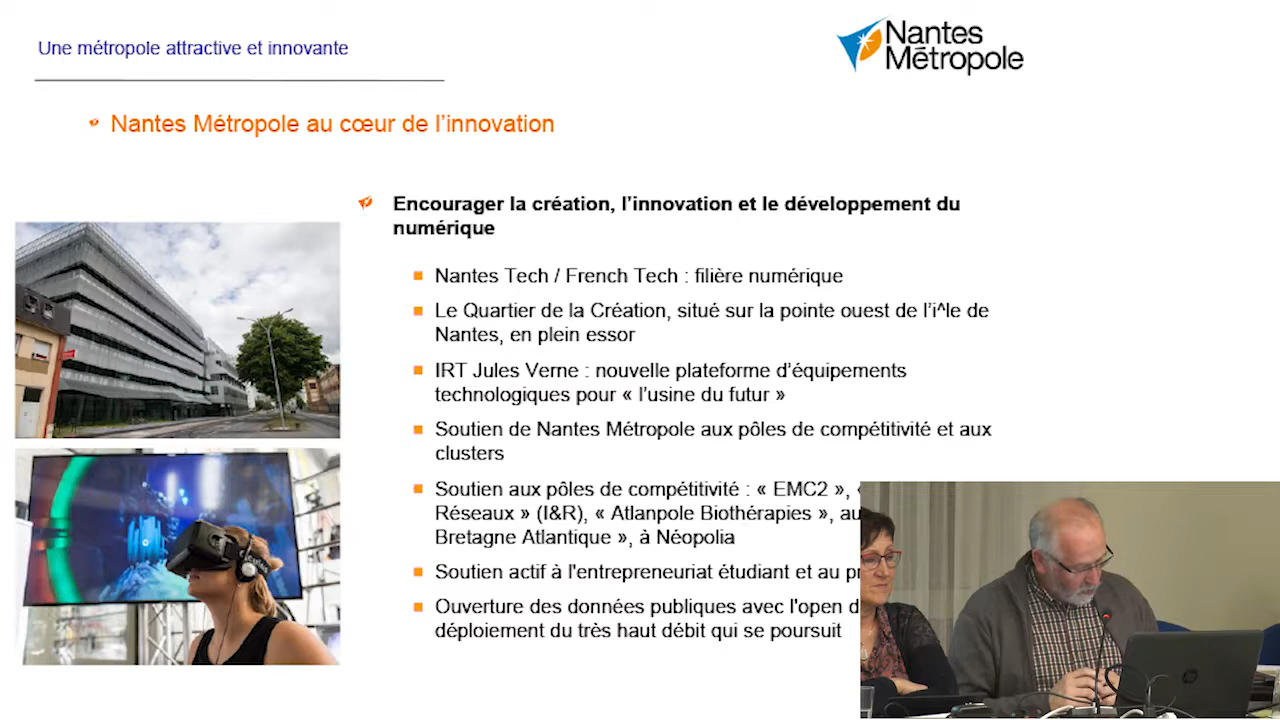 Une métropole attractive et innovante
Nantes
Métropole
Nantes Métropole au cœur de l’innovation
Encourager la création, l’innovation et le développement du
numérique
Nantes Tech / French Tech : filière numérique
Le Quartier de la Création, situé sur la pointe ouest de l’i^le de
Nantes, en plein essor
IRT Jules Verne : nouvelle plateforme d’équipements
technologiques pour « l’usine du futur »
Soutien de Nantes Métropole aux pôles de compétitivité et aux
clusters
Soutien aux pôles de compétitivité : « EMC2 »,
Réseaux » (I&R), « Atlanpole Biothérapies », au
Bretagne Atlantique », à Néopolia
Soutien actif à l'entrepreneuriat étudiant et au p
Ouverture des données publiques avec l'open d
déploiement du très haut débit qui se poursuit